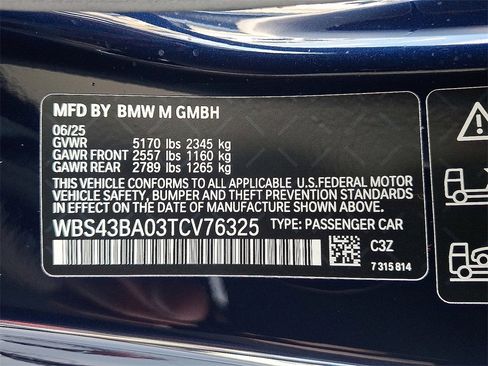 MFD BY BMW M GMBH
06/25
GVWR 5170 lbs 2345 kg
GAWR FRONT 2557 lbs 1160 kg
GAWR REAR 2789 lbs 1265 kg
THIS VEHICLE CONFORMS TO ALL APPLICABLE U.S.FEDERAL MOTOR
VEHICLE SAFETY, BUMPER AND THEFT PREVENTION STANDARDS
IN EFFECT ON THE DATE OF MANUFACTURE SHOWN ABOVE.
WBS43BA03TCV76325 TYPE: PASSENGER CAR
C3Z
7 315 814